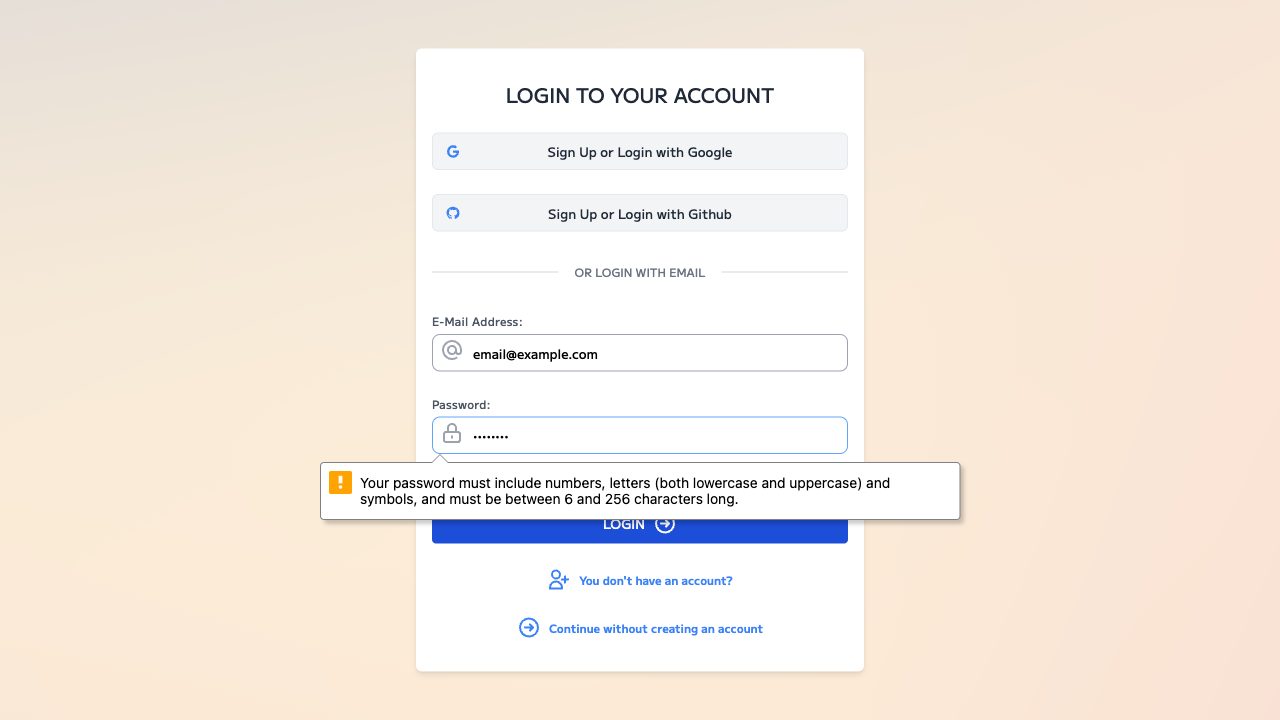 LOGIN TO YOUR ACCOUNT
Sign Up or Login with Google
Sign Up or Login with Github
OR LOGIN WITH EMAIL
E-Mail Address:
email@example.com
Password:
••••••••
Your password must include numbers, letters (both lowercase and uppercase) and
symbols, and must be between 6 and 256 characters long.
LOGIN
You don't have an account?
Continue without creating an account